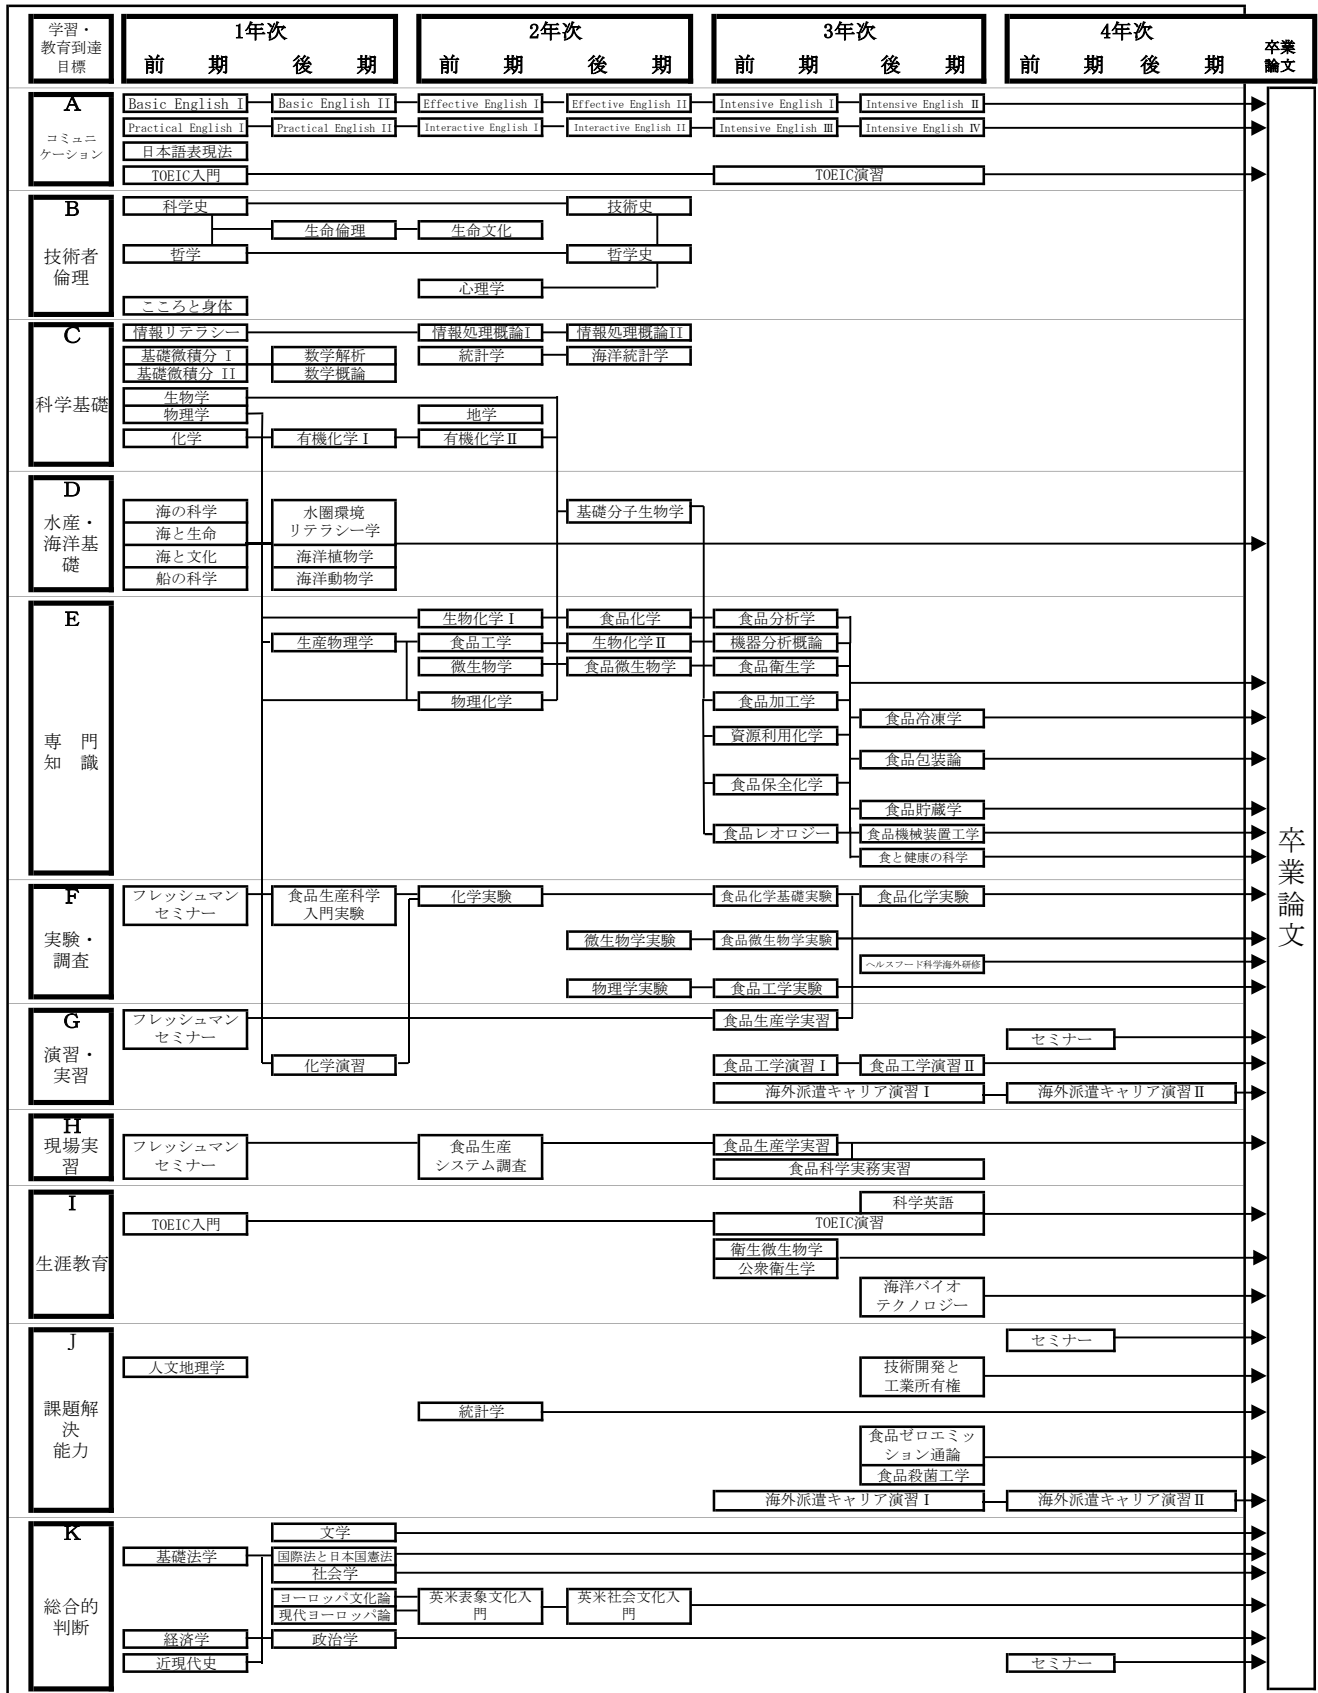 学習・
教育到達
目標
1年次
2年次
3年次
4年次
前 期 後 期
前 期 後 期
前 期 後 期
前 期 後 期
卒業
論文
A
コミュニ
ケーション
Basic English I
Basic English II
Effective English I
Effective English II
Intensive English I
Intensive English Ⅱ
Practical English I
Practical English II
Interactive English I
Interactive English II
Intensive English Ⅲ
Intensive English Ⅳ
日本語表現法
TOEIC入門
TOEIC演習
B
技術者
倫理
科学史
技術史
生命倫理
生命文化
哲学
哲学史
心理学
こころと身体
C
科学基礎
情報リテラシー
情報処理概論I
情報処理概論II
基礎微積分 I
数学解析
統計学
海洋統計学
基礎微積分 II
数学概論
生物学
物理学
地学
化学
有機化学Ⅰ
有機化学Ⅱ
D
水産・
海洋基
礎
海の科学
水圏環境
リテラシー学
基礎分子生物学
海と生命
海と文化
海洋植物学
船の科学
海洋動物学
E
専 門
知 識
生物化学Ⅰ
食品化学
食品分析学
生産物理学
食品工学
生物化学Ⅱ
機器分析概論
微生物学
食品微生物学
食品衛生学
物理化学
食品加工学
食品冷凍学
資源利用化学
食品包装論
食品保全化学
食品貯蔵学
食品レオロジー
食品機械装置工学
食と健康の科学
F
実験・
調査
フレッシュマン
セミナー
食品生産科学
入門実験
化学実験
食品化学基礎実験
食品化学実験
微生物学実験
食品微生物学実験
ヘルスフード科学海外研修
物理学実験
食品工学実験
G
演習・
実習
フレッシュマン
セミナー
食品生産学実習
セミナー
化学演習
食品工学演習Ⅰ
食品工学演習Ⅱ
海外派遣キャリア演習Ⅰ
海外派遣キャリア演習Ⅱ
H
現場実
習
フレッシュマン
セミナー
食品生産
システム調査
食品生産学実習
食品科学実務実習
I
生涯教育
科学英語
TOEIC入門
TOEIC演習
衛生微生物学
公衆衛生学
海洋バイオ
テクノロジー
J
課題解
決
能力
セミナー
人文地理学
技術開発と
工業所有権
統計学
食品ゼロエミッ
ション通論
食品殺菌工学
海外派遣キャリア演習Ⅰ
海外派遣キャリア演習Ⅱ
K
総合的
判断
文学
基礎法学
国際法と日本国憲法
社会学
ヨーロッパ文化論
現代ヨーロッパ論
英米表象文化入
門
英米社会文化入
門
経済学
政治学
近現代史
セミナー
卒業論文